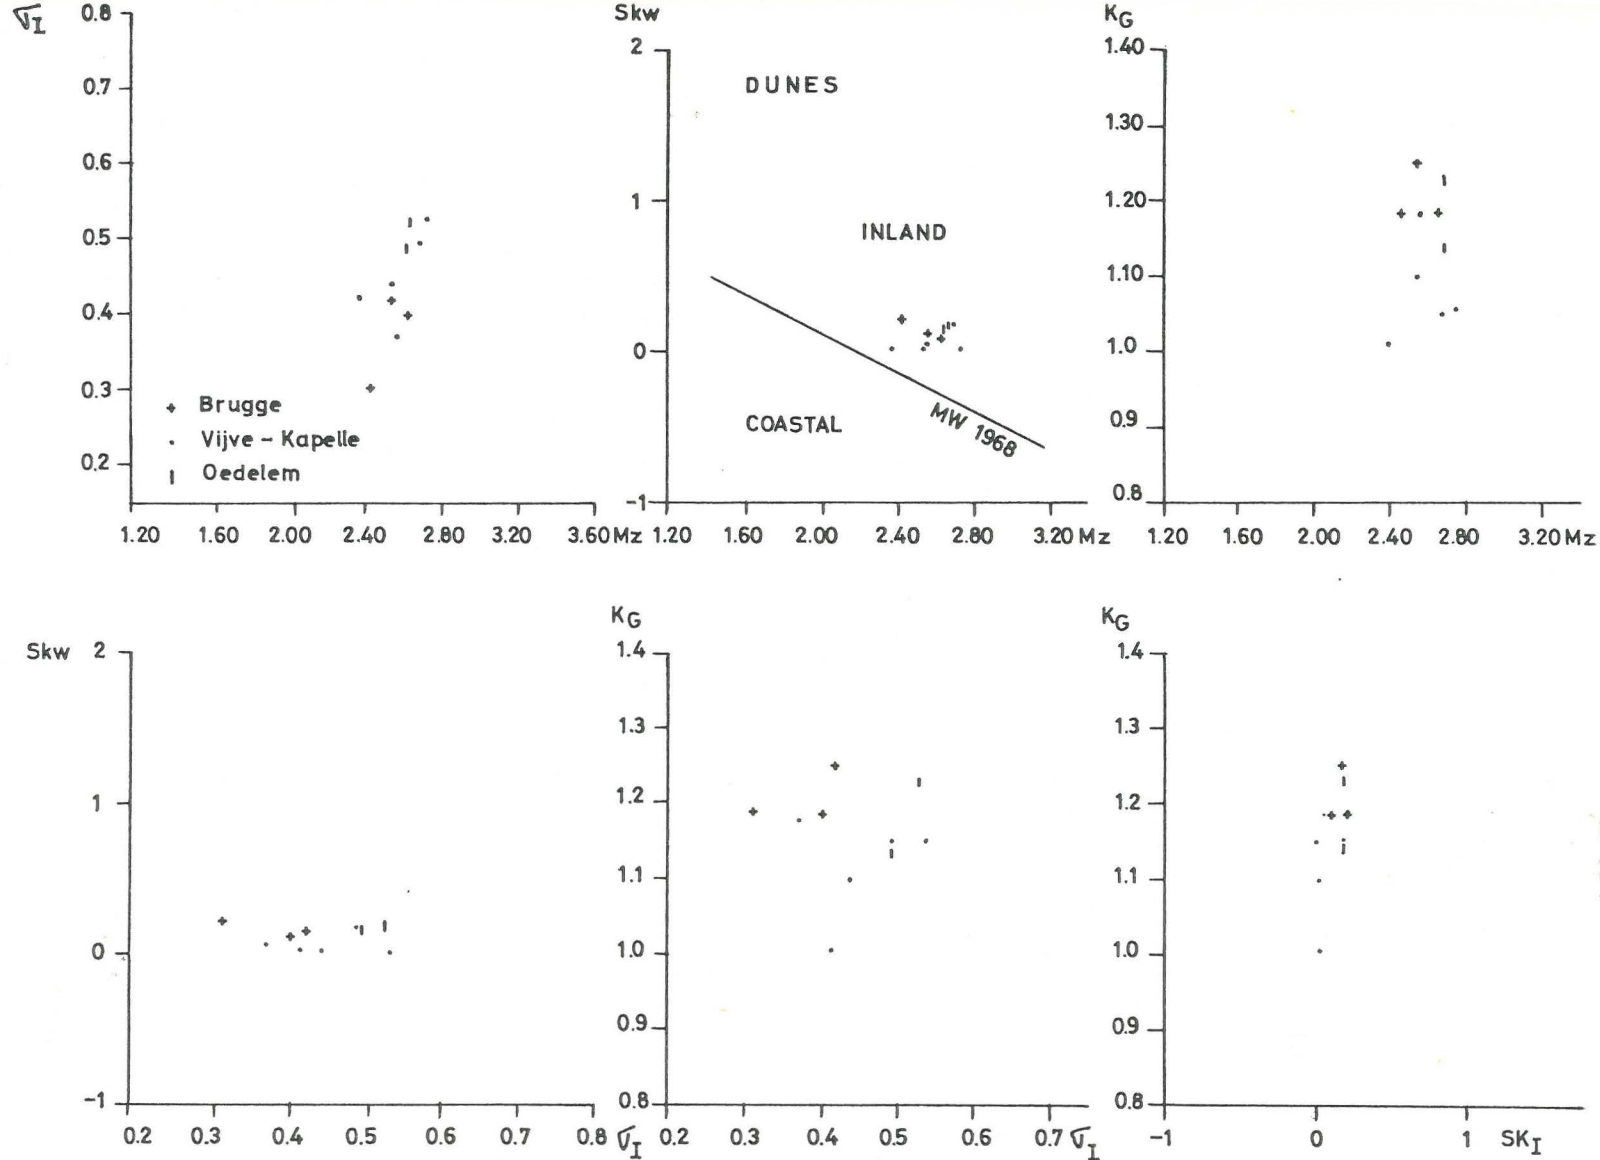 σI
0.8
0.7
0.6
0.5
0.4
0.3
0.2
+ Brugge
. Vijve - Kapelle
I Oedelem
1.20 1.60 2.00 2.40 2.80 3.20 3.60 Mz
Skw
2
1
0
-1
DUNES
INLAND
COASTAL
MW 1968
1.20 1.60 2.00 2.40 2.80 3.20 Mz
KG
1.40
1.30
1.20
1.10
1.0
0.9
0.8
1.20 1.60 2.00 2.40 2.80 3.20 Mz
Skw 2
1
0
-1
0.2 0.3 0.4 0.5 0.6 0.7 0.8 σI
KG
1.4
1.3
1.2
1.1
1.0
0.9
0.8
0.2 0.3 0.4 0.5 0.6 0.7 σI
KG
1.4
1.3
1.2
1.1
1.0
0.9
0.8
-1 0 1 SKI